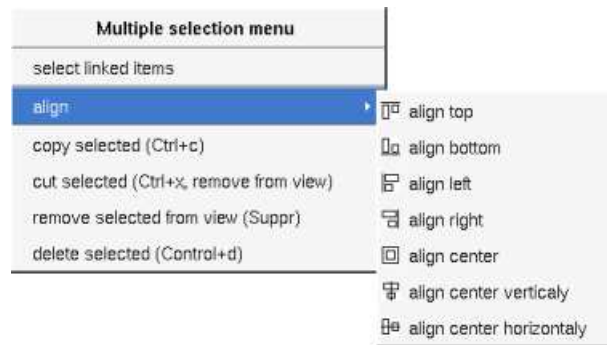 Multiple selection menu
select linked items
align
copy selected (Ctrl+c)
cut selected (Ctrl+x, remove from view)
remove selected from view (Suppr)
delete selected (Control+d)
align top
align bottom
align left
align right
align center
align center verticaly
align center horizontaly